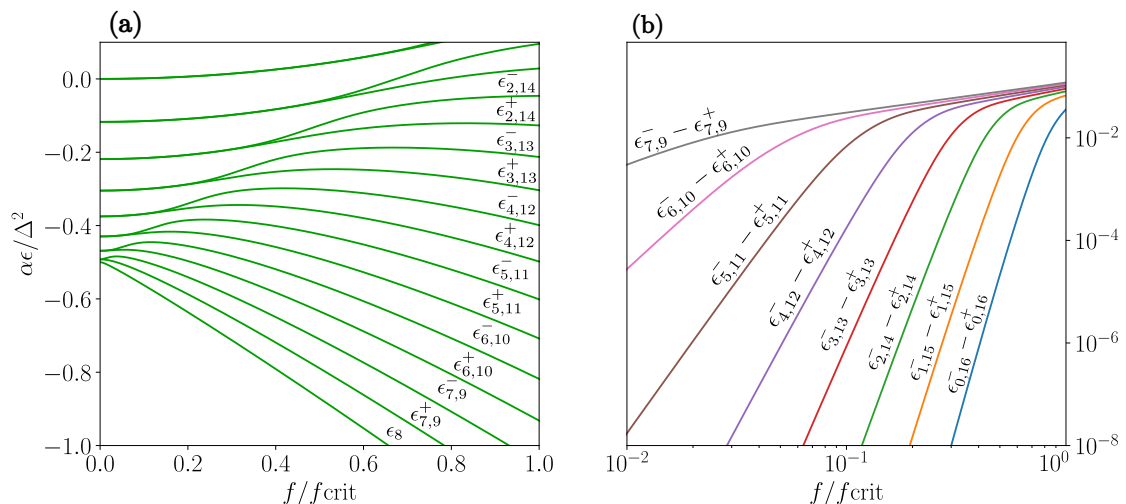 (a)
αϵ/Δ²
0.0
−0.2
−0.4
−0.6
−0.8
−1.0
0.0 0.2 0.4 0.6 0.8 1.0
f/fcrit
ϵ⁻₂,₁₄
ϵ⁺₂,₁₄
ϵ⁻₃,₁₃
ϵ⁺₃,₁₃
ϵ⁻₄,₁₂
ϵ⁺₄,₁₂
ϵ⁻₅,₁₁
ϵ⁺₅,₁₁
ϵ⁻₆,₁₀
ϵ⁺₆,₁₀
ϵ⁻₇,₉
ϵ⁺₇,₉
ϵ₈
(b)
ϵ⁻₇,₉ − ϵ⁺₇,₉
ϵ⁻₆,₁₀ − ϵ⁺₆,₁₀
ϵ⁻₅,₁₁ − ϵ⁺₅,₁₁
ϵ⁻₄,₁₂ − ϵ⁺₄,₁₂
ϵ⁻₃,₁₃ − ϵ⁺₃,₁₃
ϵ⁻₂,₁₄ − ϵ⁺₂,₁₄
ϵ⁻₁,₁₅ − ϵ⁺₁,₁₅
ϵ⁻₀,₁₆ − ϵ⁺₀,₁₆
10⁻²
10⁻⁴
10⁻⁶
10⁻⁸
10⁻² 10⁻¹ 10⁰
f/fcrit